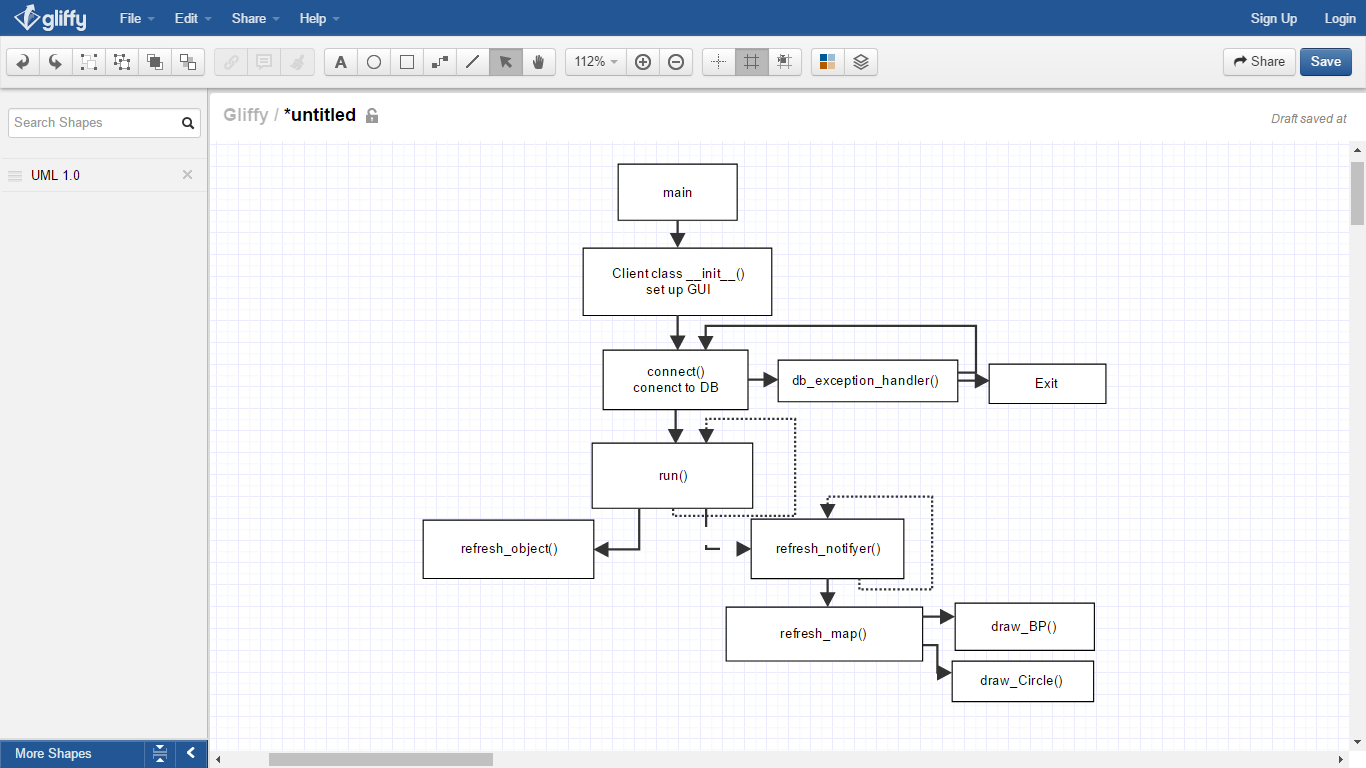 gliffy
File
Edit
Share
Help
Sign Up
Login
A
112%
Share
Save
Search Shapes
Gliffy / *untitled
Draft saved at
UML 1.0
main
Client class __init__()
set up GUI
connect()
conenct to DB
db_exception_handler()
Exit
run()
refresh_object()
refresh_notifyer()
refresh_map()
draw_BP()
draw_Circle()
More Shapes